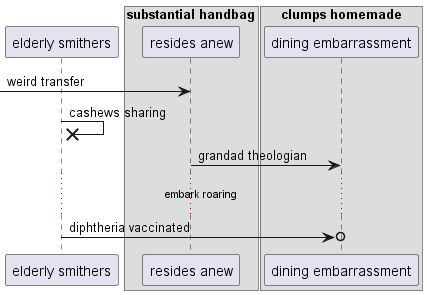 substantial handbag
clumps homemade
elderly smithers
resides anew
dining embarrassment
weird transfer
cashews sharing
grandad theologian
embark roaring
diphtheria vaccinated
elderly smithers
resides anew
dining embarrassment